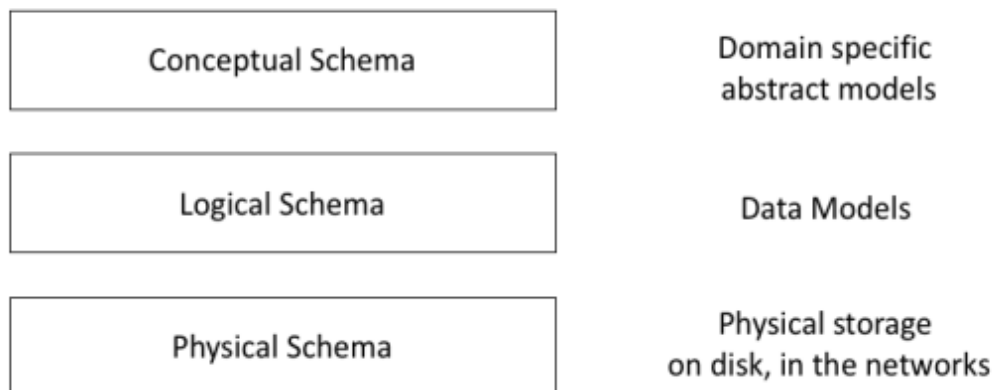 Conceptual Schema
Domain specific
abstract models
Logical Schema
Data Models
Physical Schema
Physical storage
on disk, in the networks